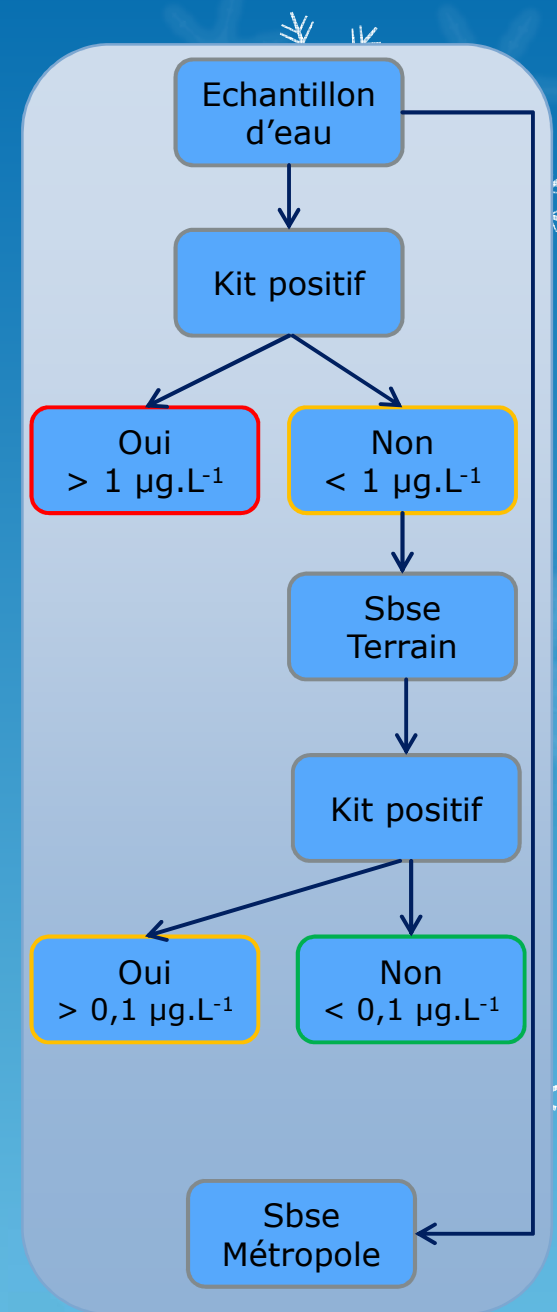 Echantillon
d'eau
Kit positif
Oui
> 1 µg.L⁻¹
Non
< 1 µg.L⁻¹
Sbse
Terrain
Kit positif
Oui
> 0,1 µg.L⁻¹
Non
< 0,1 µg.L⁻¹
Sbse
Métropole